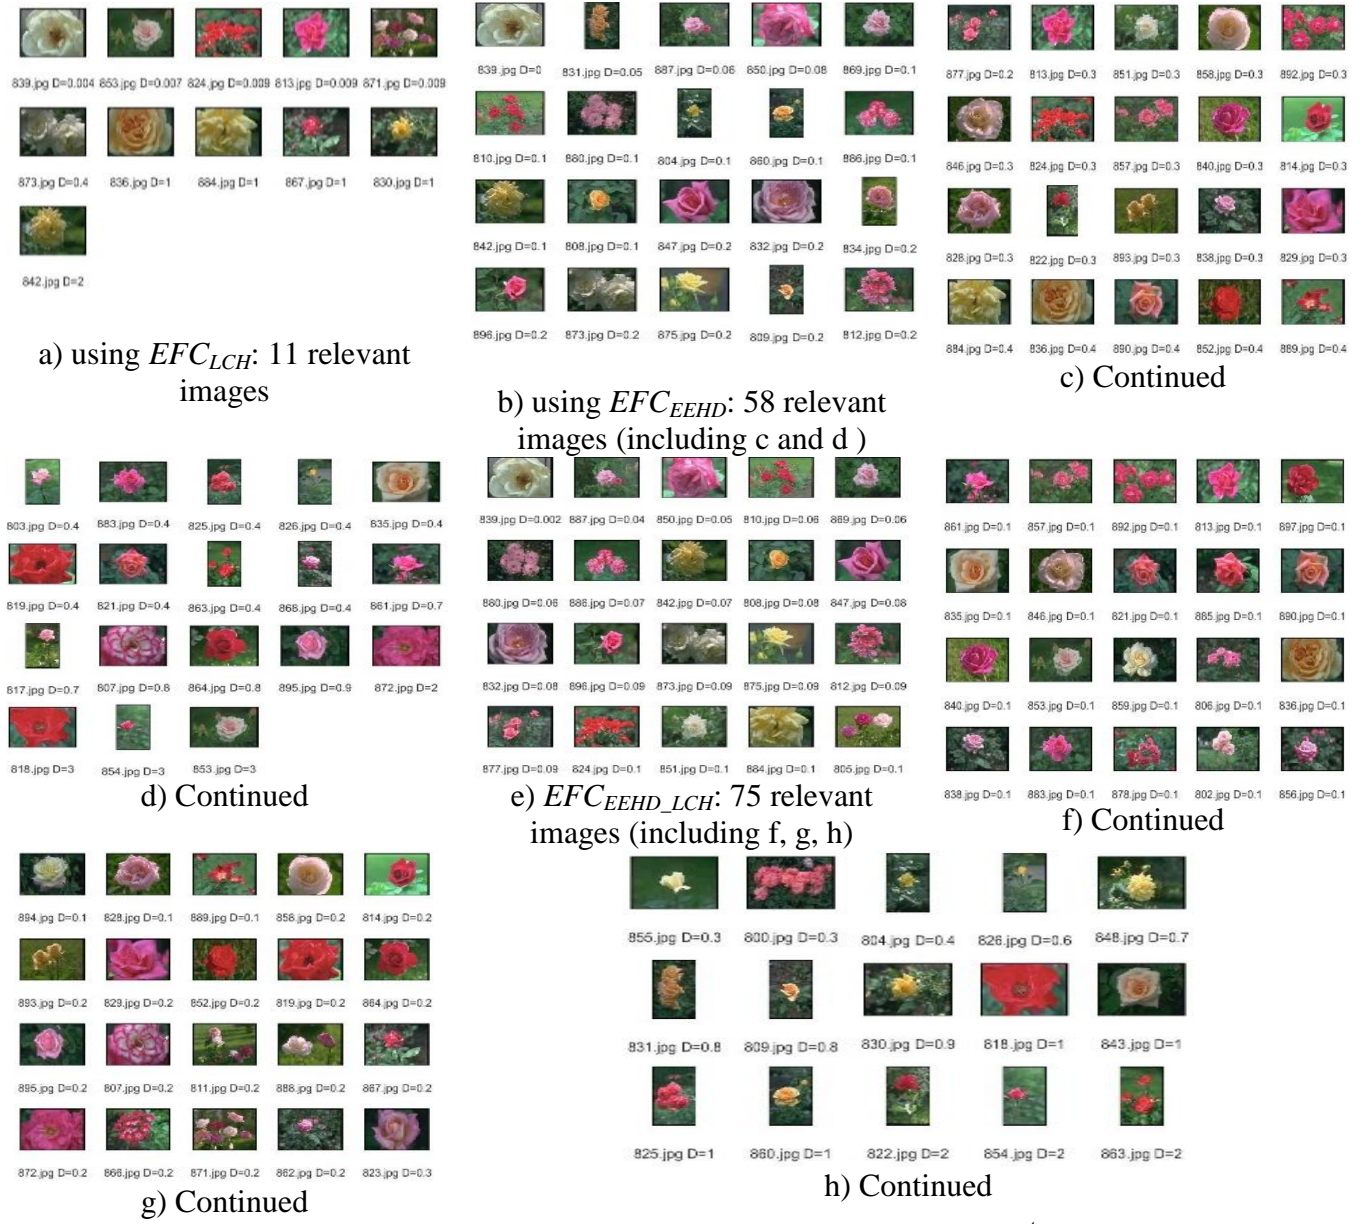 839.jpg D=0.004 853.jpg D=0.007 824.jpg D=0.009 813.jpg D=0.009 871.jpg D=0.009
873.jpg D=0.4 836.jpg D=1 884.jpg D=1 867.jpg D=1 830.jpg D=1
842.jpg D=2
a) using EFC_LCH: 11 relevant
images
839.jpg D=0 831.jpg D=0.05 887.jpg D=0.06 850.jpg D=0.08 869.jpg D=0.1
810.jpg D=0.1 880.jpg D=0.1 804.jpg D=0.1 860.jpg D=0.1 886.jpg D=0.1
842.jpg D=0.1 808.jpg D=0.1 847.jpg D=0.2 832.jpg D=0.2 834.jpg D=0.2
896.jpg D=0.2 873.jpg D=0.2 875.jpg D=0.2 809.jpg D=0.2 812.jpg D=0.2
b) using EFC_EEHD: 58 relevant
images (including c and d )
877.jpg D=0.2 813.jpg D=0.3 851.jpg D=0.3 858.jpg D=0.3 892.jpg D=0.3
846.jpg D=0.3 824.jpg D=0.3 857.jpg D=0.3 840.jpg D=0.3 814.jpg D=0.3
828.jpg D=0.3 822.jpg D=0.3 893.jpg D=0.3 838.jpg D=0.3 829.jpg D=0.3
884.jpg D=0.4 836.jpg D=0.4 890.jpg D=0.4 852.jpg D=0.4 889.jpg D=0.4
c) Continued
803.jpg D=0.4 883.jpg D=0.4 825.jpg D=0.4 826.jpg D=0.4 835.jpg D=0.4
819.jpg D=0.4 821.jpg D=0.4 863.jpg D=0.4 868.jpg D=0.4 861.jpg D=0.7
817.jpg D=0.7 807.jpg D=0.8 864.jpg D=0.8 895.jpg D=0.9 872.jpg D=2
818.jpg D=3 854.jpg D=3 853.jpg D=3
d) Continued
839.jpg D=0.002 887.jpg D=0.04 850.jpg D=0.05 810.jpg D=0.06 869.jpg D=0.06
880.jpg D=0.06 886.jpg D=0.07 842.jpg D=0.07 808.jpg D=0.08 847.jpg D=0.08
832.jpg D=0.08 896.jpg D=0.09 873.jpg D=0.09 875.jpg D=0.09 812.jpg D=0.09
877.jpg D=0.09 824.jpg D=0.1 851.jpg D=0.1 884.jpg D=0.1 805.jpg D=0.1
e) EFC_EEHD_LCH: 75 relevant
images (including f, g, h)
861.jpg D=0.1 857.jpg D=0.1 892.jpg D=0.1 813.jpg D=0.1 897.jpg D=0.1
835.jpg D=0.1 846.jpg D=0.1 821.jpg D=0.1 885.jpg D=0.1 890.jpg D=0.1
840.jpg D=0.1 853.jpg D=0.1 859.jpg D=0.1 806.jpg D=0.1 836.jpg D=0.1
838.jpg D=0.1 883.jpg D=0.1 878.jpg D=0.1 802.jpg D=0.1 856.jpg D=0.1
f) Continued
894.jpg D=0.1 828.jpg D=0.1 889.jpg D=0.1 858.jpg D=0.2 814.jpg D=0.2
893.jpg D=0.2 829.jpg D=0.2 852.jpg D=0.2 819.jpg D=0.2 864.jpg D=0.2
895.jpg D=0.2 807.jpg D=0.2 811.jpg D=0.2 888.jpg D=0.2 867.jpg D=0.2
872.jpg D=0.2 866.jpg D=0.2 871.jpg D=0.2 862.jpg D=0.2 823.jpg D=0.3
g) Continued
855.jpg D=0.3 800.jpg D=0.3 804.jpg D=0.4 826.jpg D=0.6 848.jpg D=0.7
831.jpg D=0.8 809.jpg D=0.8 830.jpg D=0.9 818.jpg D=1 843.jpg D=1
825.jpg D=1 860.jpg D=1 822.jpg D=2 854.jpg D=2 863.jpg D=2
h) Continued